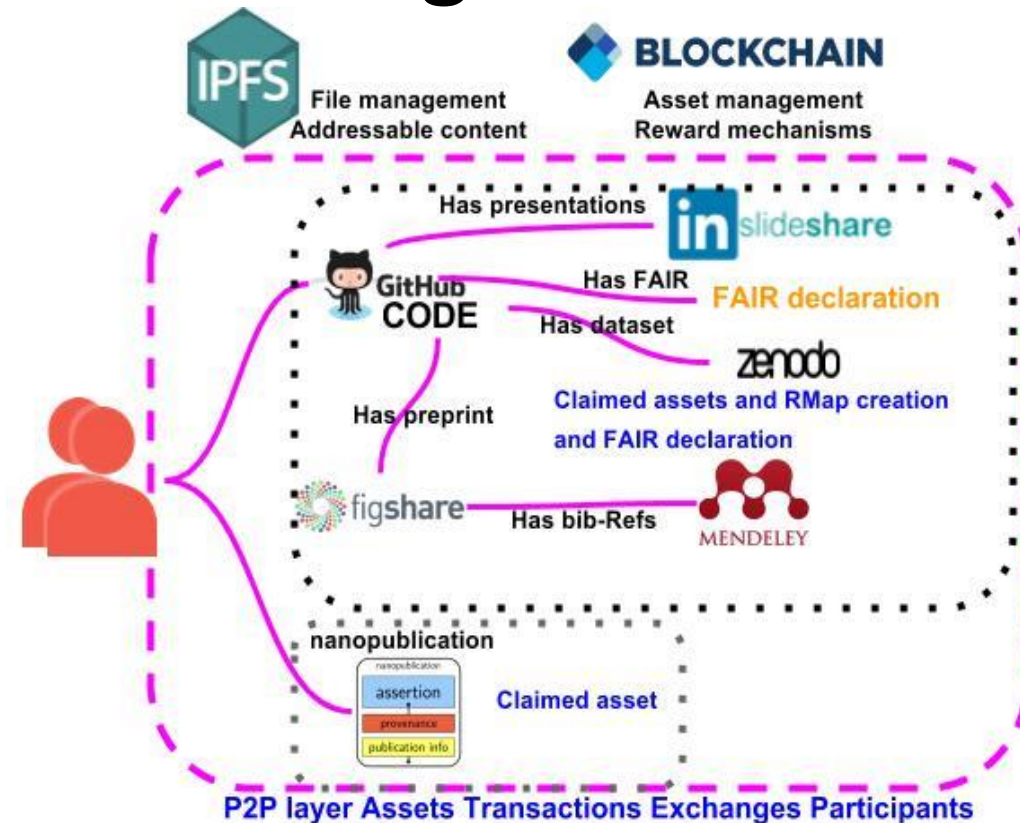 IPFS
BLOCKCHAIN
File management
Addressable content
Asset management
Reward mechanisms
Has presentations
in slideshare
Has FAIR
GitHub
CODE
FAIR declaration
Has dataset
zenodo
Claimed assets and RMap creation
and FAIR declaration
Has preprint
figshare
Has bib-Refs
MENDELEY
nanopublication
nanopublication
assertion
provenance
publication info
Claimed asset
P2P layer Assets Transactions Exchanges Participants